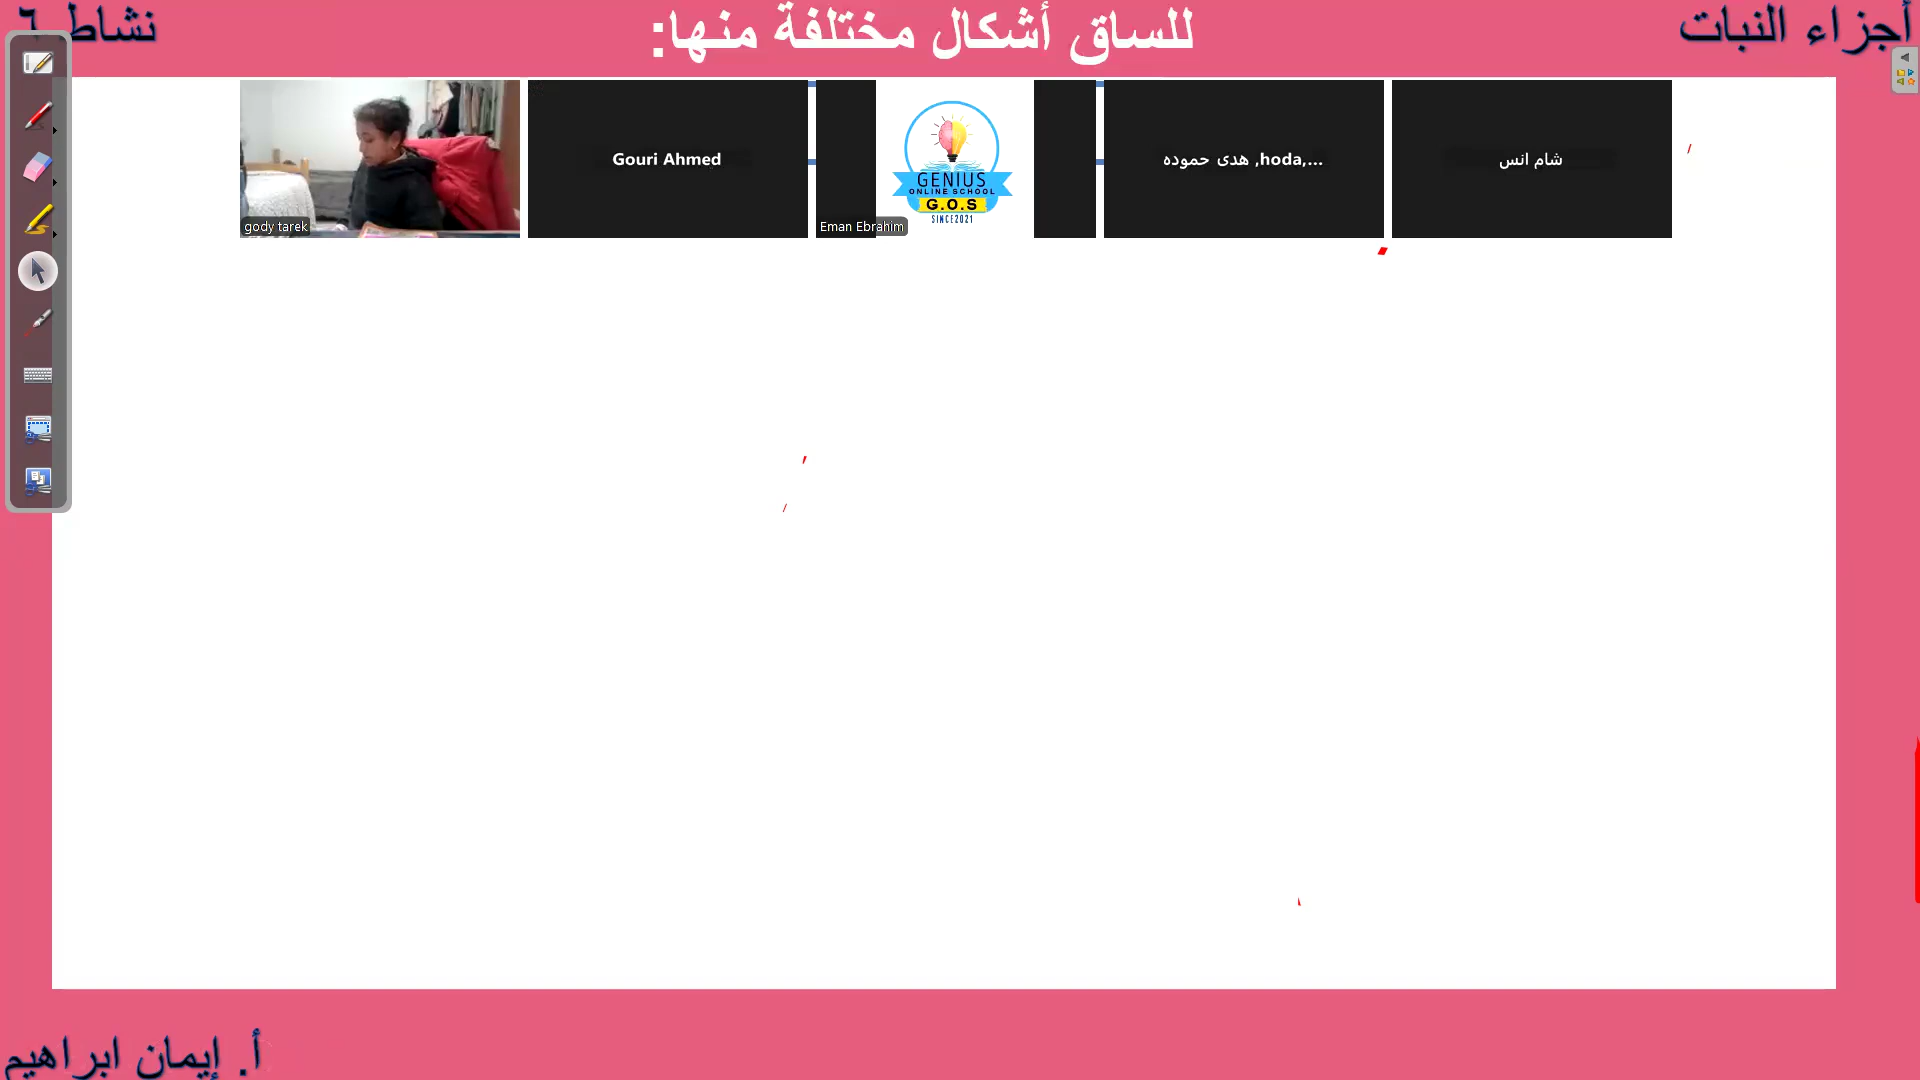 أجزاء النبات
للساق أشكال مختلفة منها:
نشاط ٦
gody tarek
Gouri Ahmed
GENIUS
ONLINE SCHOOL
G.O.S
SINCE2021
Eman Ebrahim
هدى حموده ,hoda,...
شام انس
أ. إيمان ابراهيم